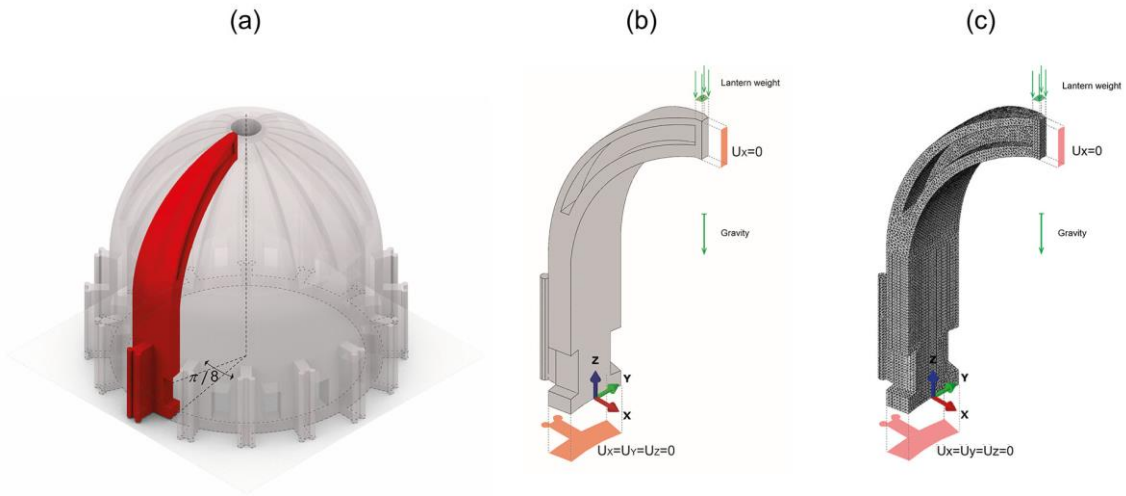 (a)
(b)
(c)
π/8
Lantern weight
Ux=0
Gravity
Z
Y
X
UX=UY=UZ=0
Lantern weight
Ux=0
Gravity
Z
Y
X
Ux=Uy=Uz=0